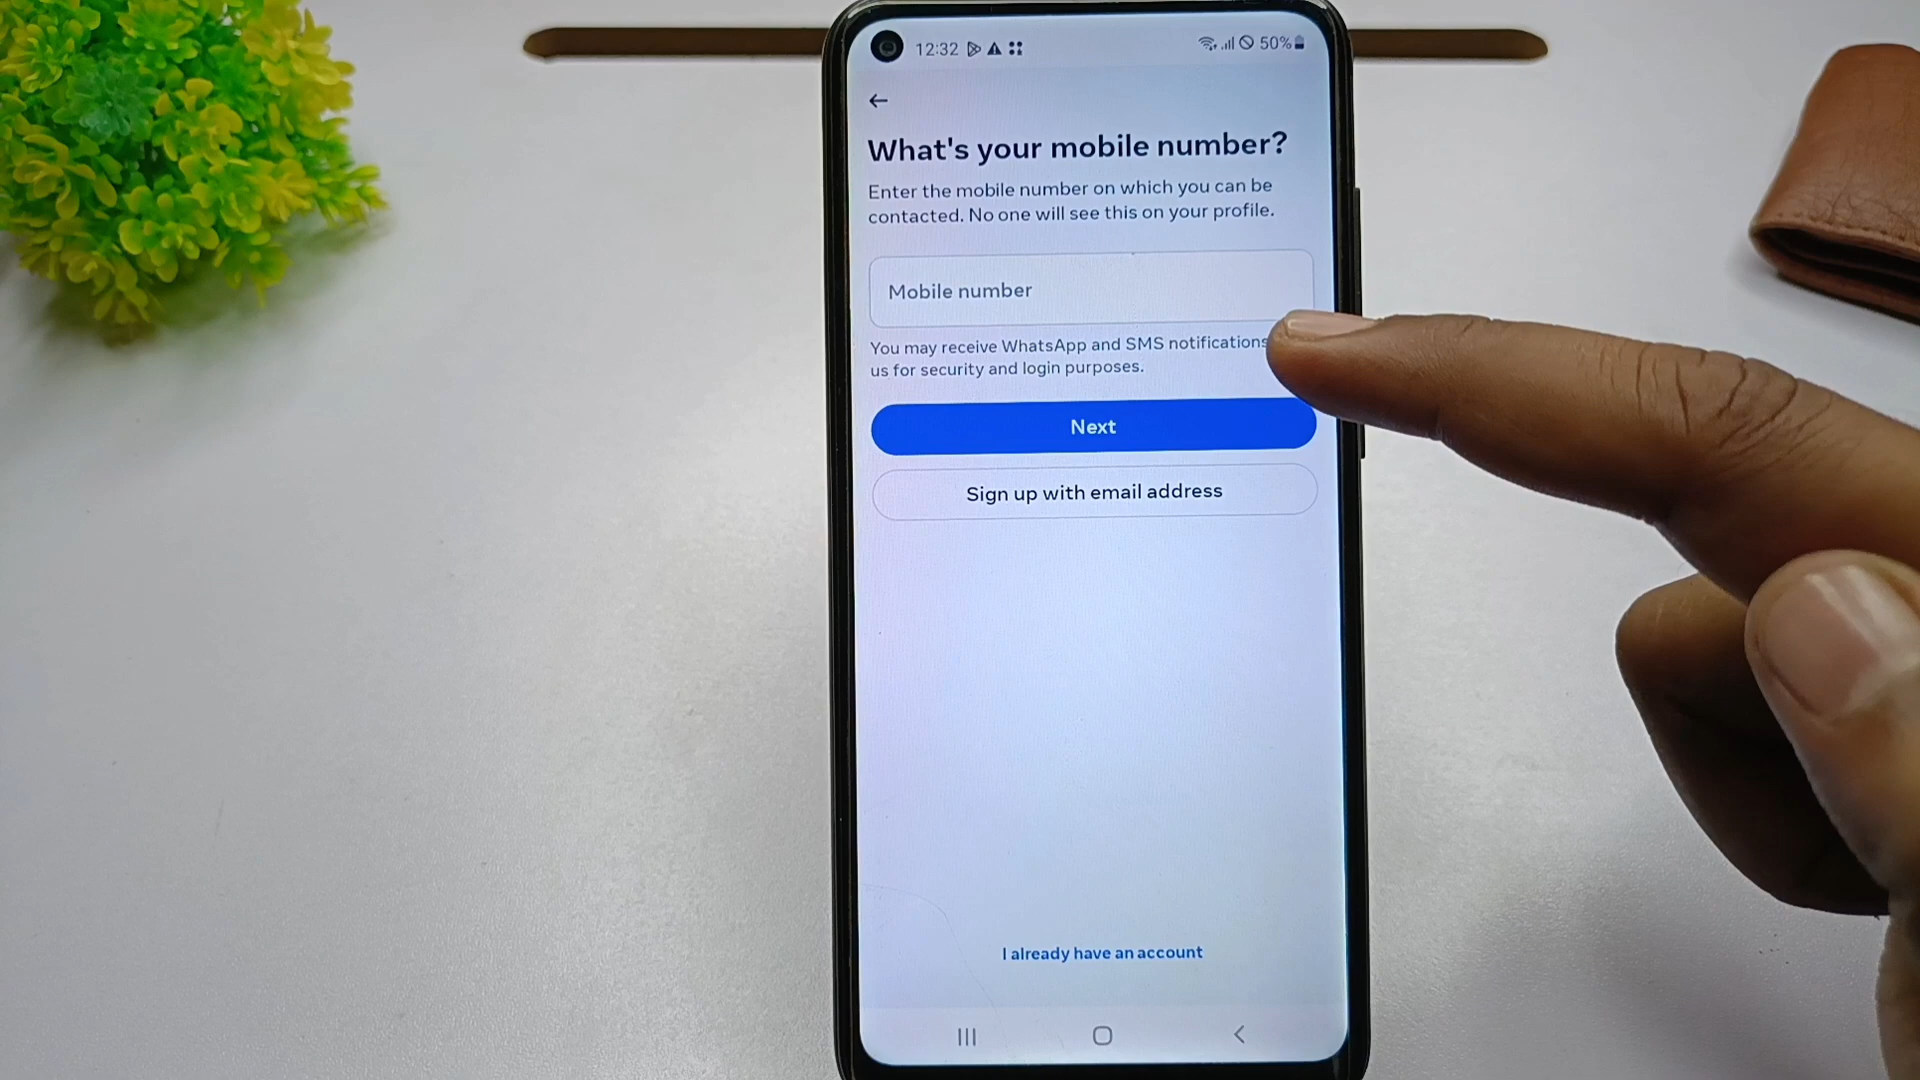 12:32
50%
What's your mobile number?
Enter the mobile number on which you can be
contacted. No one will see this on your profile.
Mobile number
You may receive WhatsApp and SMS notifications
us for security and login purposes.
Next
Sign up with email address
I already have an account